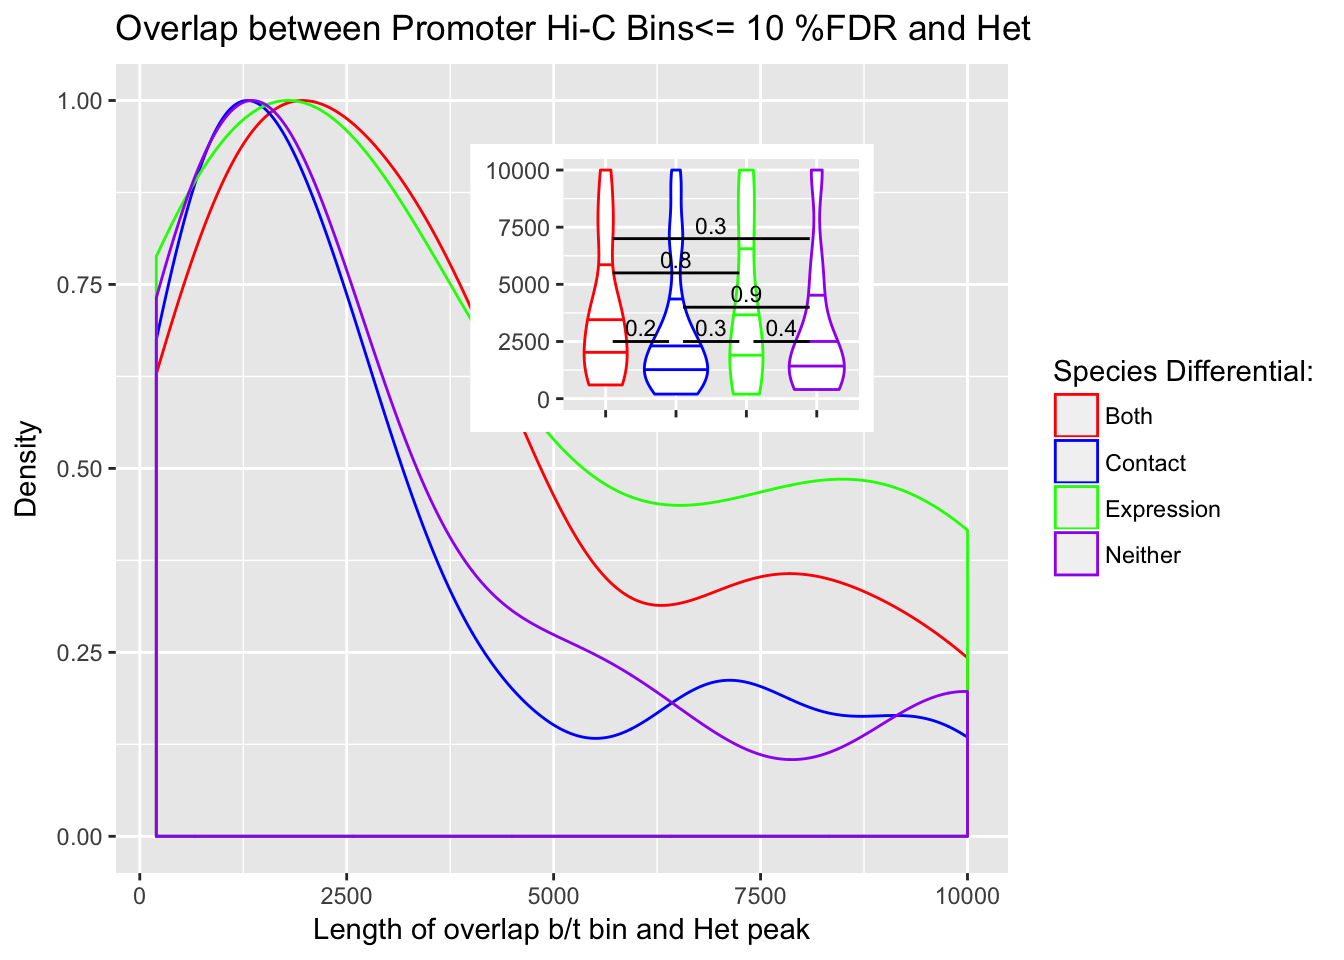 Overlap between Promoter Hi-C Bins<= 10 %FDR and Het
Density
1.00
0.75
0.50
0.25
0.00
10000
7500
5000
2500
0
0.3
0.8
0.9
0.2
0.3
0.4
Species Differential:
Both
Contact
Expression
Neither
0 2500 5000 7500 10000
Length of overlap b/t bin and Het peak